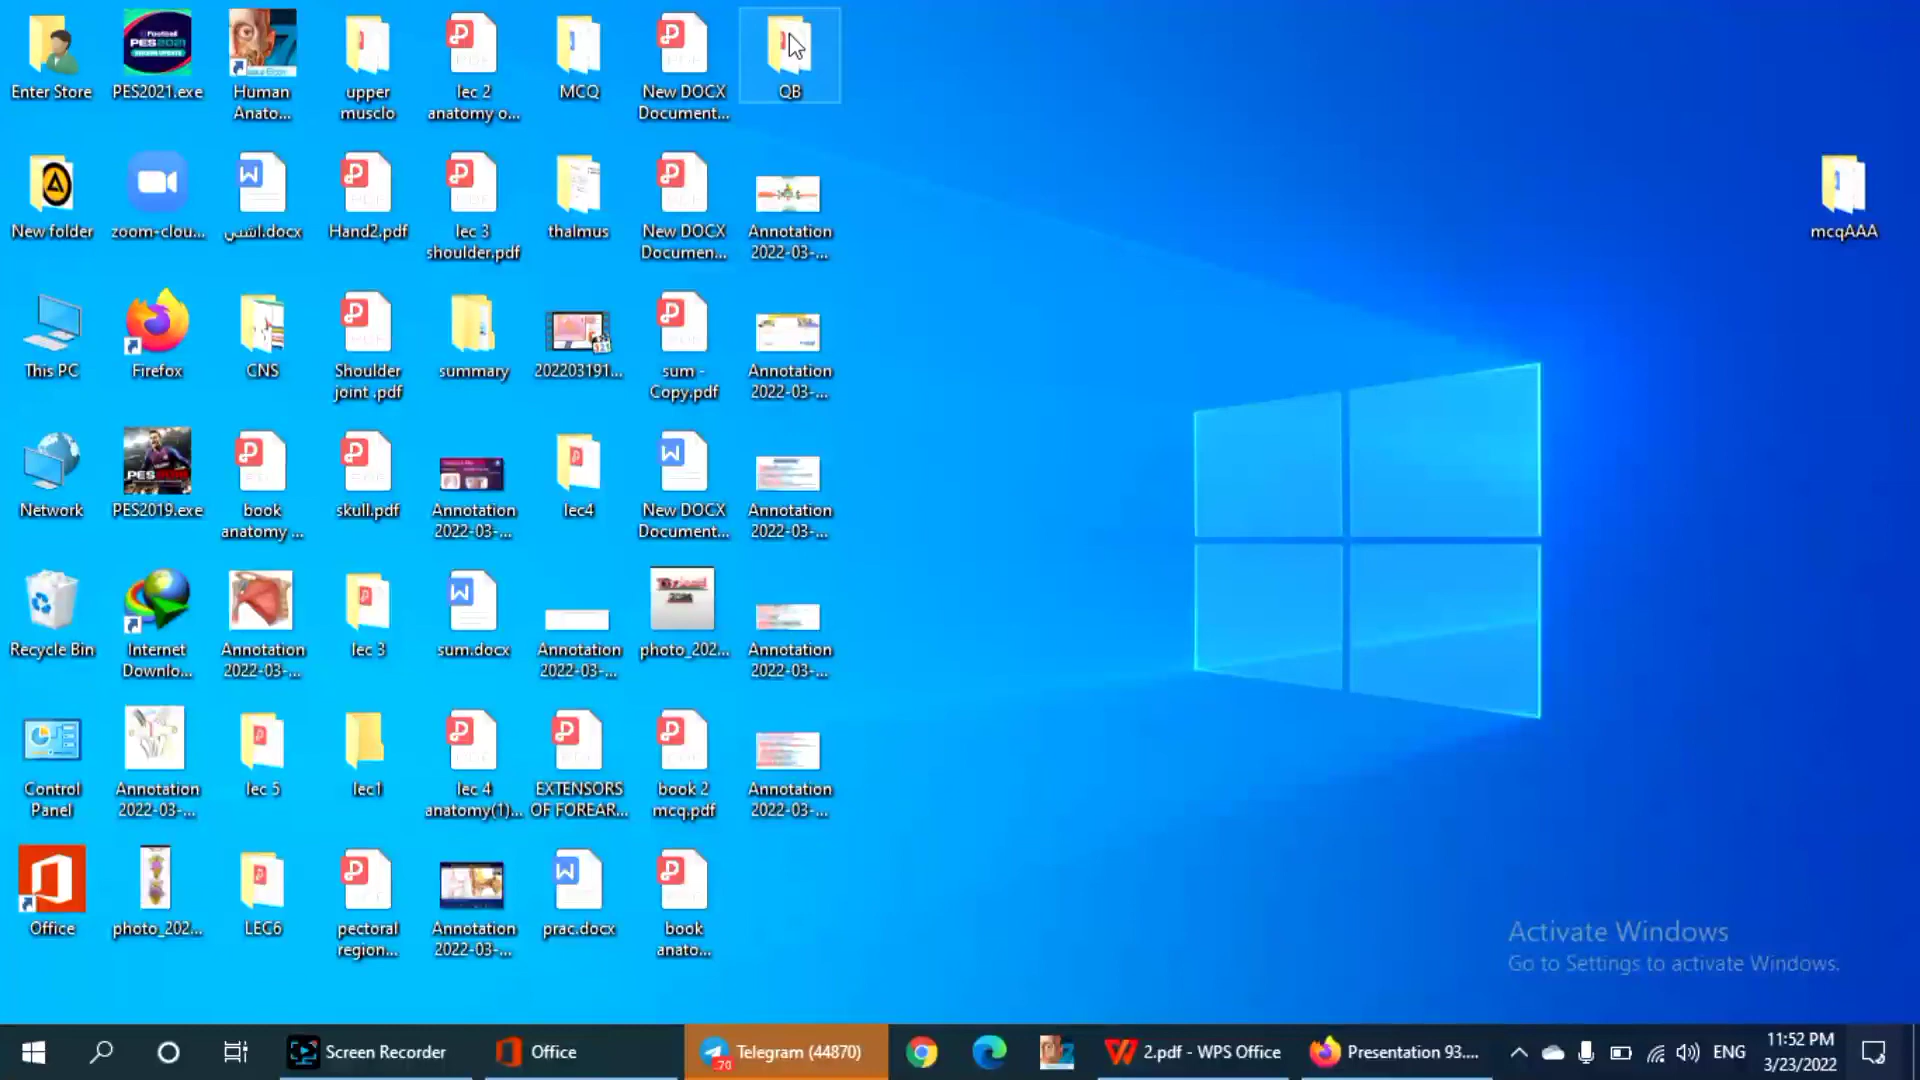 Enter Store
PES2021.exe
Human
Anato...
upper
musclo
lec 2
anatomy o...
MCQ
New DOCX
Document...
QB
New folder
zoom-clou...
اشني.docx
Hand2.pdf
lec 3
shoulder.pdf
thalmus
New DOCX
Documen...
Annotation
2022-03-...
mcqAAA
This PC
Firefox
CNS
Shoulder
joint .pdf
summary
202203191...
sum -
Copy.pdf
Annotation
2022-03-...
Network
PES2019.exe
book
anatomy ...
skull.pdf
Annotation
2022-03-...
lec4
New DOCX
Document...
Annotation
2022-03-...
Recycle Bin
Internet
Downlo...
Annotation
2022-03-...
lec 3
sum.docx
Annotation
2022-03-...
photo_202...
Annotation
2022-03-...
Control
Panel
Annotation
2022-03-...
lec 5
lec1
lec 4
anatomy(1)...
EXTENSORS
OF FOREAR...
book 2
mcq.pdf
Annotation
2022-03-...
Office
photo_202...
LEC6
pectoral
region...
Annotation
2022-03-...
prac.docx
book
anato...
Activate Windows
Go to Settings to activate Windows.
Screen Recorder
Office
Telegram (44870)
2.pdf - WPS Office
Presentation 93....
ENG
11:52 PM
3/23/2022